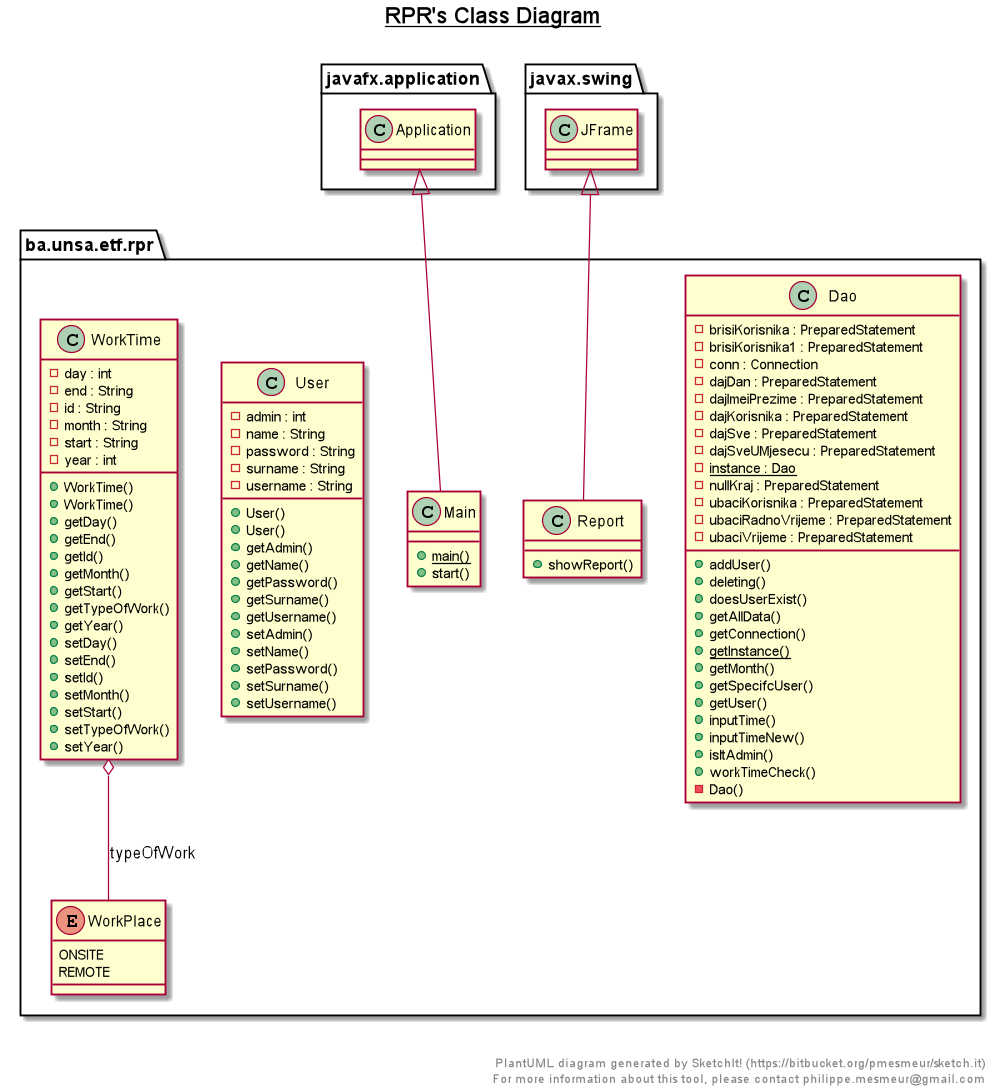 RPR's Class Diagram
javafx.application
javax.swing
C Application
C JFrame
ba.unsa.etf.rpr
C WorkTime
day : int
end : String
id : String
month : String
start : String
year : int
WorkTime()
WorkTime()
getDay()
getEnd()
getId()
getMonth()
getStart()
getTypeOfWork()
getYear()
setDay()
setEnd()
setId()
setMonth()
setStart()
setTypeOfWork()
setYear()
C User
admin : int
name : String
password : String
surname : String
username : String
User()
User()
getAdmin()
getName()
getPassword()
getSurname()
getUsername()
setAdmin()
setName()
setPassword()
setSurname()
setUsername()
C Main
main()
start()
C Report
showReport()
C Dao
brisiKorisnika : PreparedStatement
brisiKorisnika1 : PreparedStatement
conn : Connection
dajDan : PreparedStatement
dajImeiPrezime : PreparedStatement
dajKorisnika : PreparedStatement
dajSve : PreparedStatement
dajSveUMjesecu : PreparedStatement
instance : Dao
nullKraj : PreparedStatement
ubaciKorisnika : PreparedStatement
ubaciRadnoVrijeme : PreparedStatement
ubaciVrijeme : PreparedStatement
addUser()
deleting()
doesUserExist()
getAllData()
getConnection()
getInstance()
getMonth()
getSpecifcUser()
getUser()
inputTime()
inputTimeNew()
isItAdmin()
workTimeCheck()
Dao()
typeOfWork
E WorkPlace
ONSITE
REMOTE
PlantUML diagram generated by SketchIt! (https://bitbucket.org/pmesmeur/sketch.it)
For more information about this tool, please contact philippe.mesmeur@gmail.com